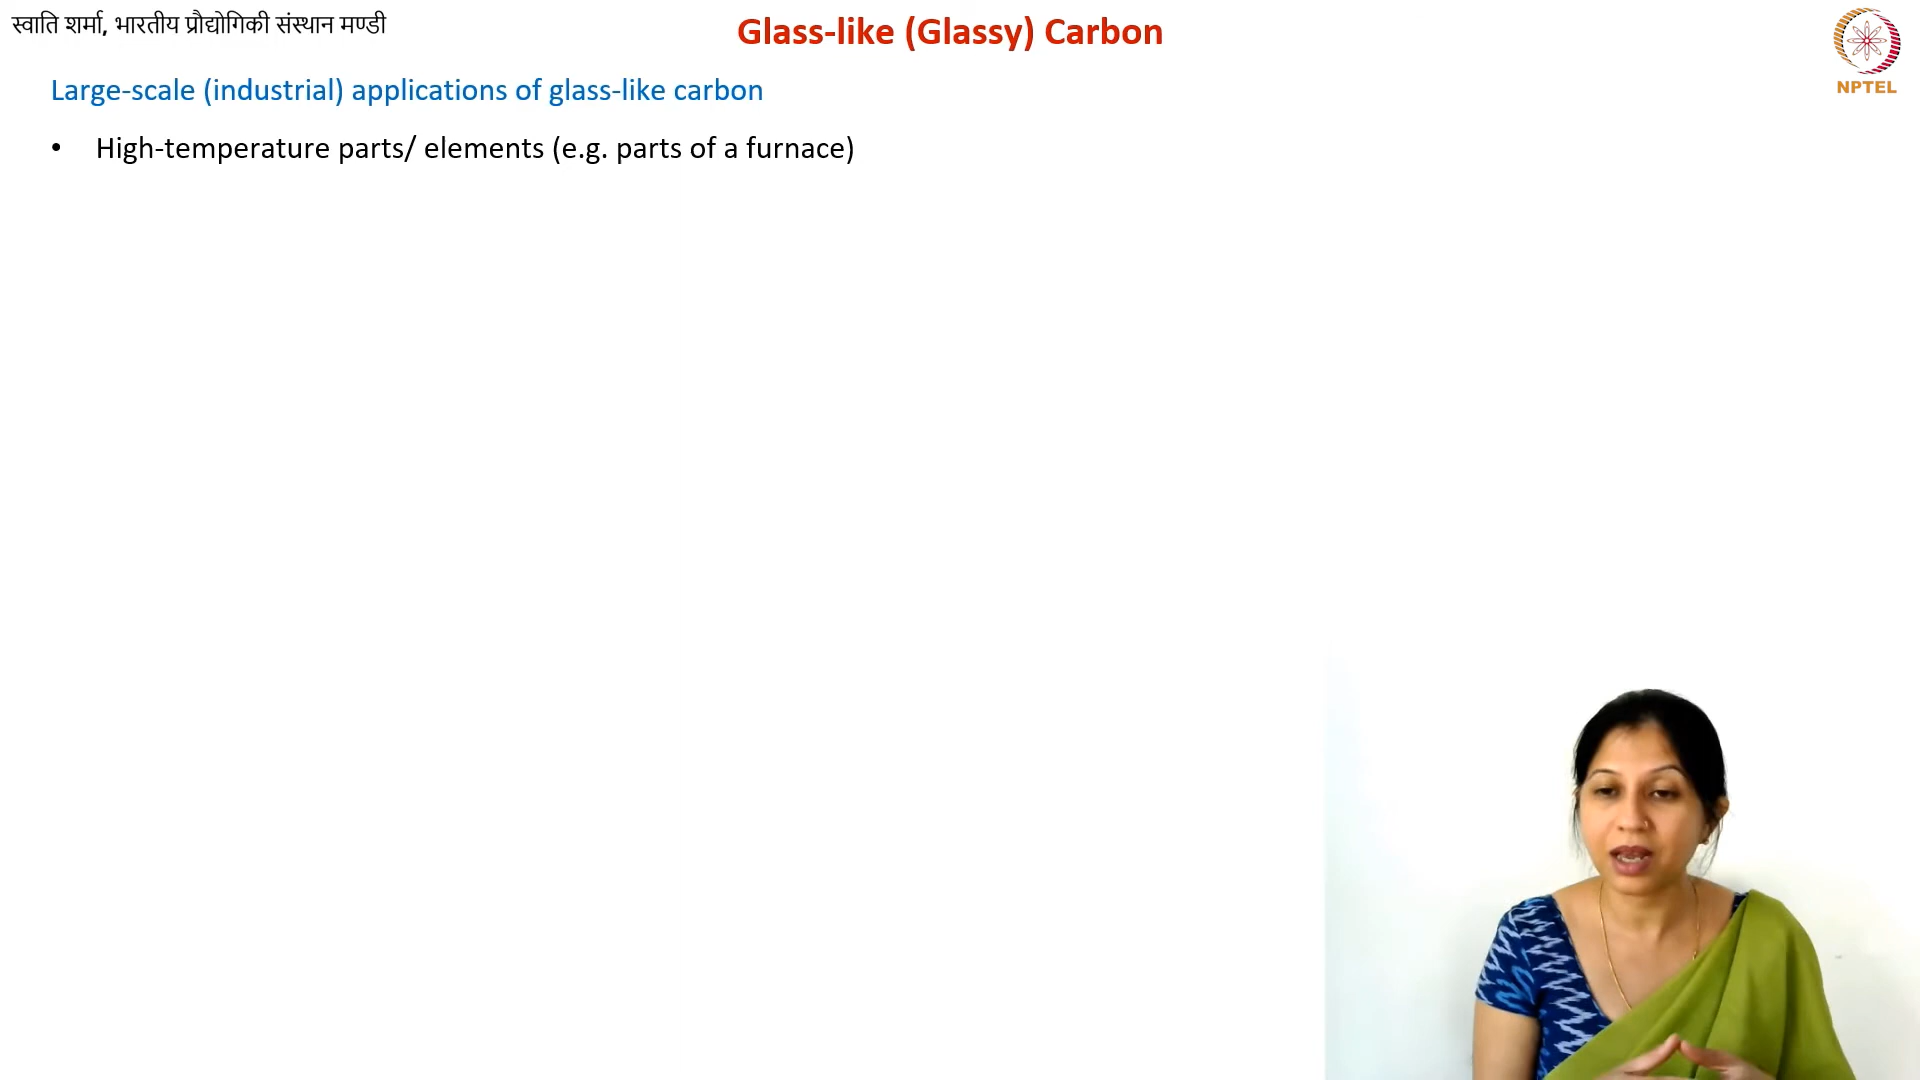 स्वाति शर्मा, भारतीय प्रौद्योगिकी संस्थान मण्डी
Glass-like (Glassy) Carbon
NPTEL
Large-scale (industrial) applications of glass-like carbon
• High-temperature parts/ elements (e.g. parts of a furnace)